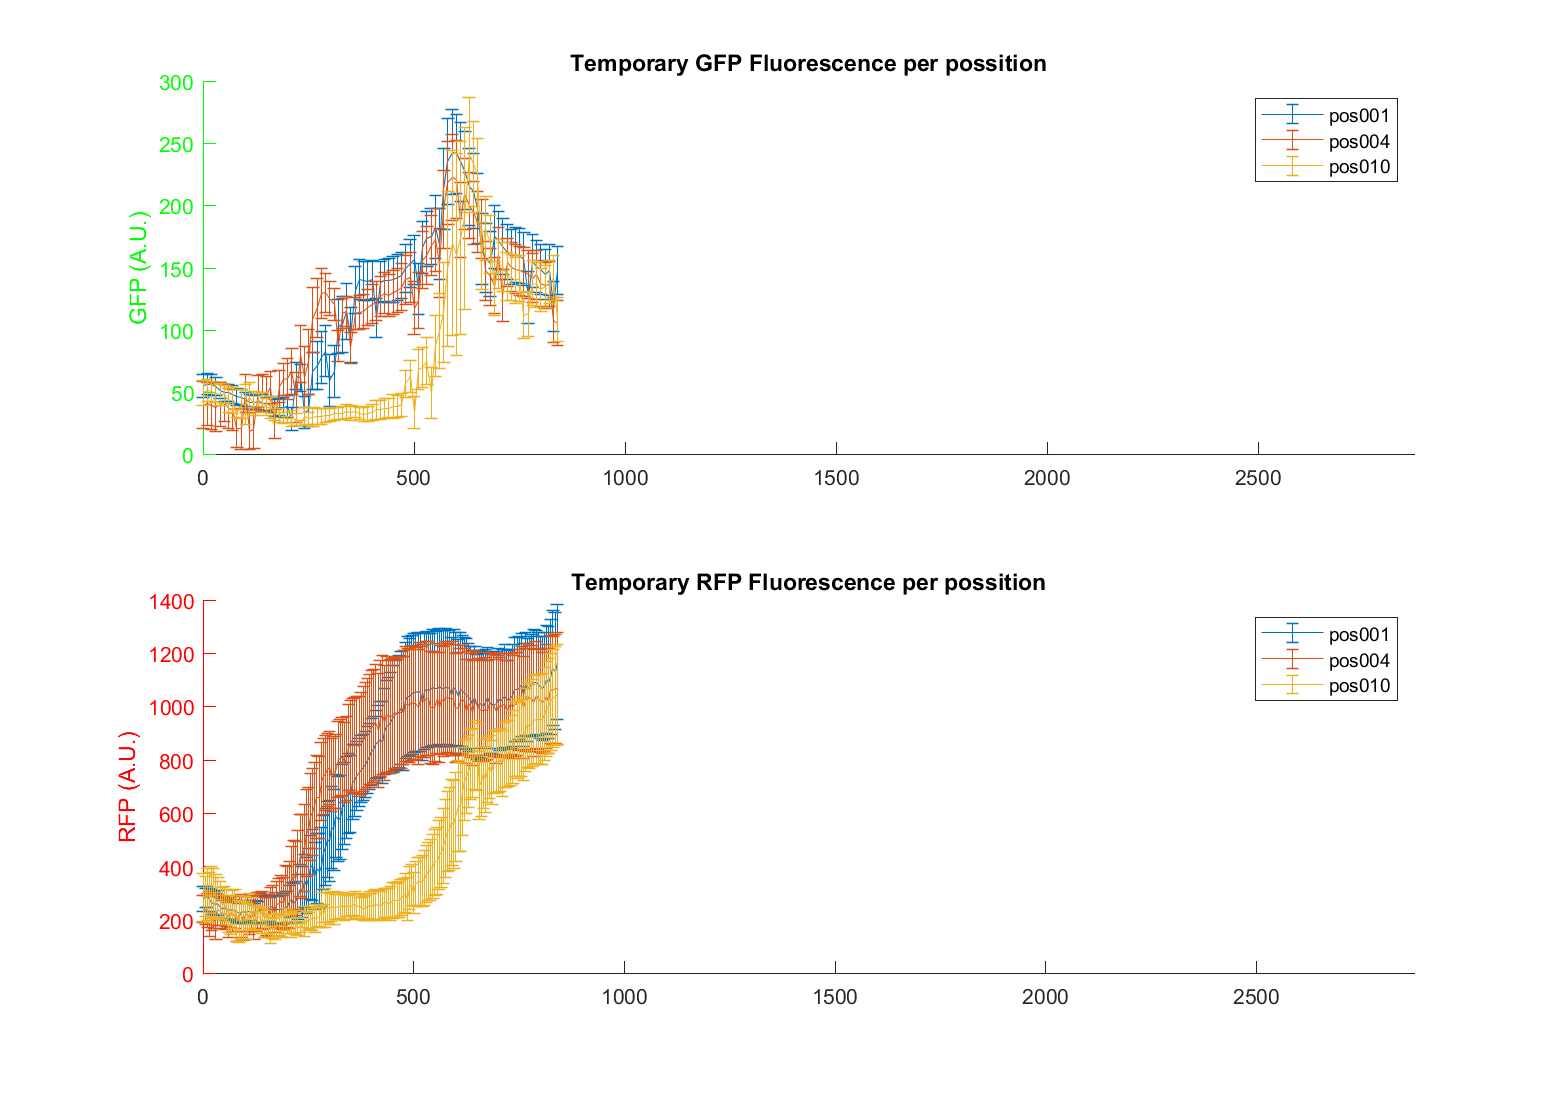 Temporary GFP Fluorescence per possition
GFP (A.U.)
300
250
200
150
100
50
0
0 500 1000 1500 2000 2500
pos001
pos004
pos010
Temporary RFP Fluorescence per possition
RFP (A.U.)
1400
1200
1000
800
600
400
200
0
0 500 1000 1500 2000 2500
pos001
pos004
pos010